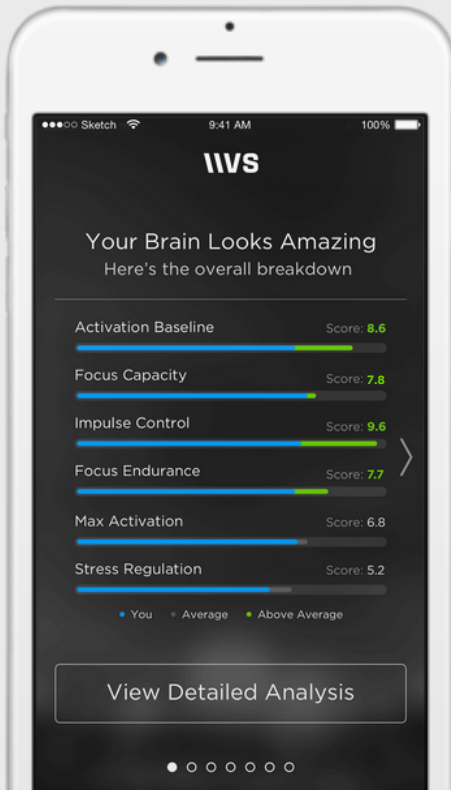 Sketch 9:41 AM 100%
VVS
Your Brain Looks Amazing
Here's the overall breakdown
Activation Baseline Score: 8.6
Focus Capacity Score: 7.8
Impulse Control Score: 9.6
Focus Endurance Score: 7.7
Max Activation Score: 6.8
Stress Regulation Score: 5.2
You Average Above Average
View Detailed Analysis